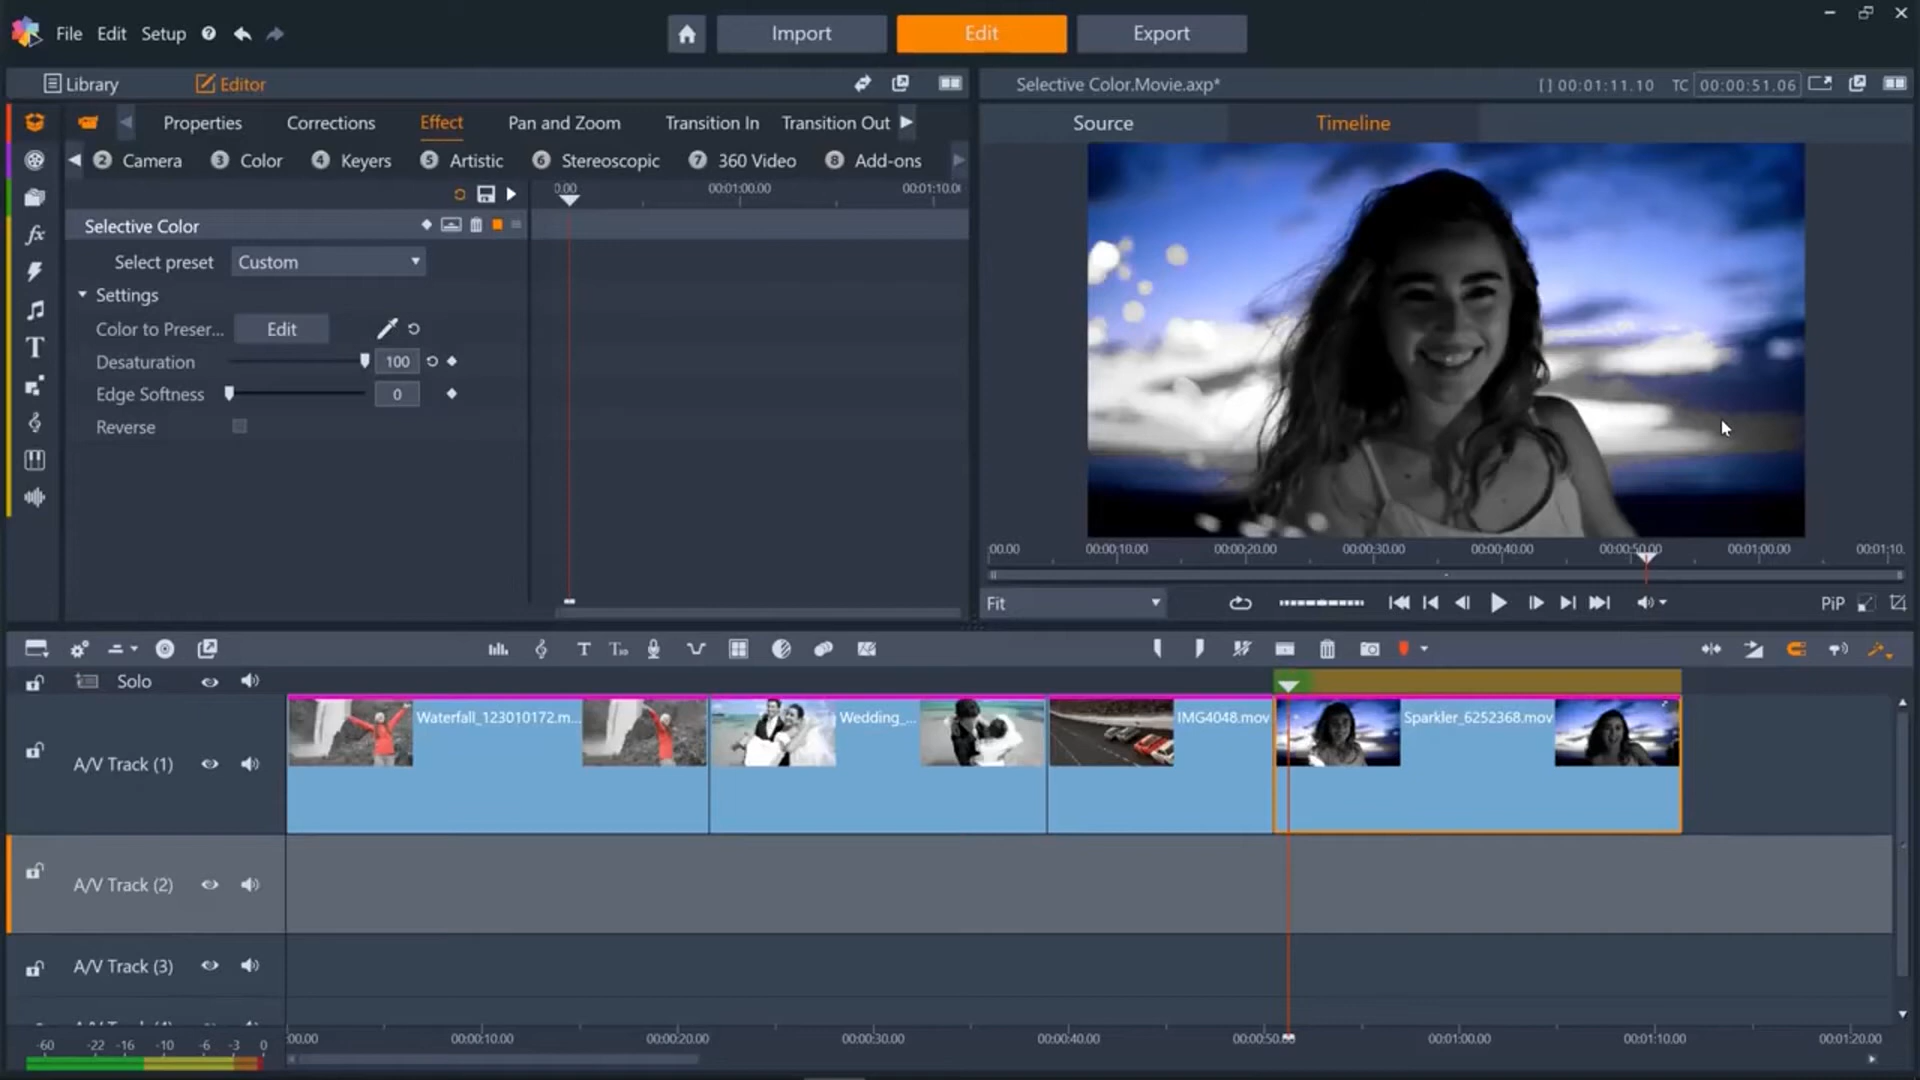 File Edit Setup
Import Edit Export
Library Editor
Selective Color.Movie.axp*
[ ] 00:01:11.10 TC 00:00:51.06
Properties Corrections Effect Pan and Zoom Transition In Transition Out
Source Timeline
2 Camera 3 Color 4 Keyers 5 Artistic 6 Stereoscopic 7 360 Video 8 Add-ons
00:01:00.00
Selective Color
Select preset Custom
Settings
Color to Preser... Edit
Desaturation 100
Edge Softness 0
Reverse
:00.00 00:00:10.00 00:00:20.00 00:00:30.00 00:00:40.00 00:00:50.00 00:01:00.00 00:01:10.
Fit
PiP
Solo
A/V Track (1)
Waterfall_123010172.m...
Wedding_...
IMG4048.mov
Sparkler_6252368.mov
A/V Track (2)
A/V Track (3)
:00.00 00:00:10.00 00:00:20.00 00:00:30.00 00:00:40.00 00:00:50.00 00:01:00.00 00:01:10.00 00:01:20.00
-60 -22 -16 -10 -6 -3 0